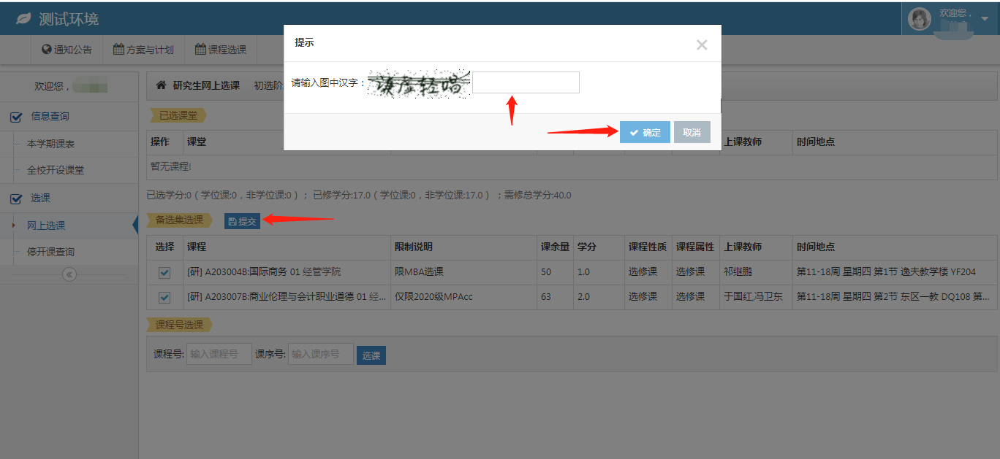 测试环境
欢迎您，
通知公告 方案与计划 课程选课
提示
请输入图中汉字： 谦虚轻唱
确定 取消
欢迎您，
信息查询
本学期课表
全校开设课堂
选课
网上选课
停开课查询
研究生网上选课 初选阶
已选课堂
操作 课堂 上课教师 时间地点
暂无课程!
已选学分:0（学位课:0，非学位课:0）； 已修学分:17.0（学位课:0，非学位课:17.0） ；需修总学分:40.0
备选集选课 提交
选择 课程 限制说明 课余量 学分 课程性质 课程属性 上课教师 时间地点
[研] A203004B:国际商务 01 经管学院 限MBA选课 50 1.0 选修课 选修课 祁继鹏 第11-18周 星期四 第1节 逸夫教学楼 YF204
[研] A203007B:商业伦理与会计职业道德 01 经... 仅限2020级MPAcc 63 2.0 选修课 选修课 于国红,冯卫东 第11-18周 星期四 第2节 东区一教 DQ108 第...
课程号选课
课程号: 输入课程号 课序号: 输入课序号 选课